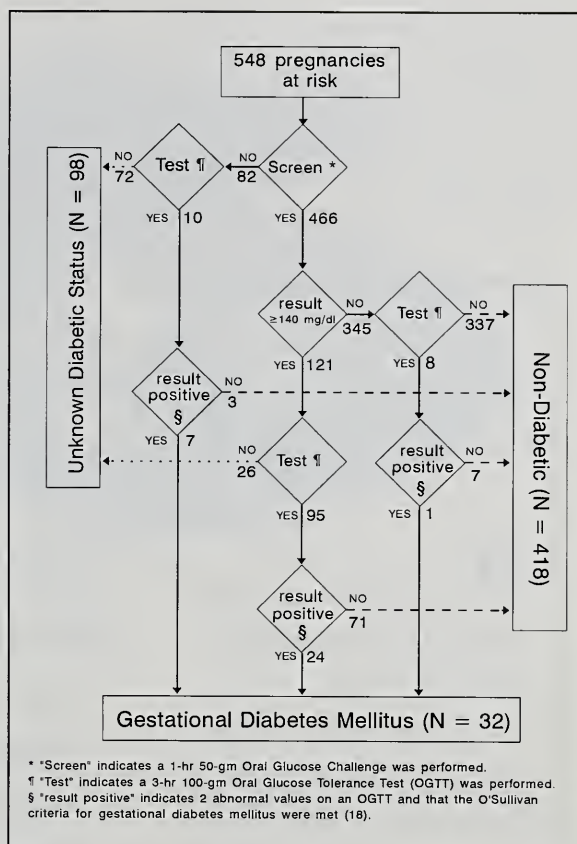 548 pregnancies
at risk
NO
72
Test ¶
NO
82
Screen *
YES 10
YES 466
Unknown Diabetic Status (N = 98)
result
≥140 mg/dl
NO
345
Test ¶
NO
337
YES 121
YES 8
Non-Diabetic (N = 418)
result
positive
§
NO
3
YES 7
NO
26
Test ¶
YES 95
result
positive
§
NO
7
YES 1
result
positive
§
NO
71
YES 24
Gestational Diabetes Mellitus (N = 32)
* "Screen" indicates a 1-hr 50-gm Oral Glucose Challenge was performed.
¶ "Test" indicates a 3-hr 100-gm Oral Glucose Tolerance Test (OGTT) was performed.
§ "result positive" indicates 2 abnormal values on an OGTT and that the O'Sullivan
criteria for gestational diabetes mellitus were met (18).